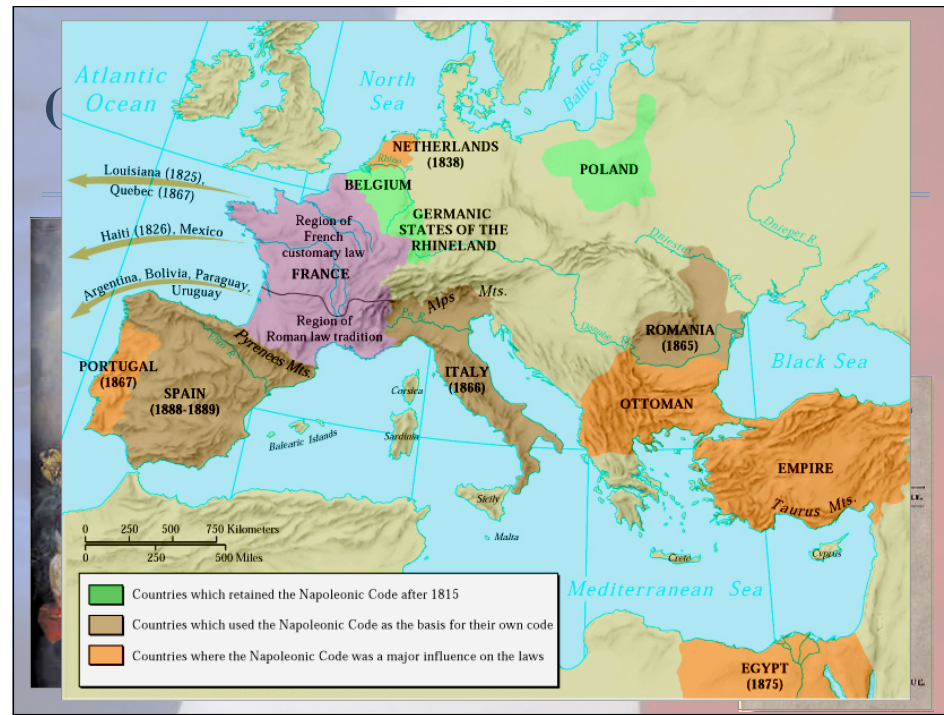 Atlantic
Ocean
North
Sea
Baltic Sea
NETHERLANDS
(1838)
Rhine
POLAND
BELGIUM
Louisiana (1825),
Quebec (1867)
GERMANIC
STATES OF THE
RHINELAND
Region of
French
customary law
Haiti (1826), Mexico
FRANCE
Dniester R.
Dnieper R
Argentina, Bolivia, Paraguay,
Uruguay
Alps Mts.
Po R.
Danube
Region of
Roman law tradition
ROMANIA
(1865)
Pyrenees Mts.
Black Sea
PORTUGAL
(1867)
SPAIN
(1888-1889)
ITALY
(1866)
Corsica
OTTOMAN
Balearic Islands
Sardinia
EMPIRE
Taurus Mts.
Sicily
Malta
Crete
Cyprus
0 250 500 750 Kilometers
0 250 500 Miles
Mediterranean Sea
Countries which retained the Napoleonic Code after 1815
Countries which used the Napoleonic Code as the basis for their own code
Countries where the Napoleonic Code was a major influence on the laws
EGYPT
(1875)